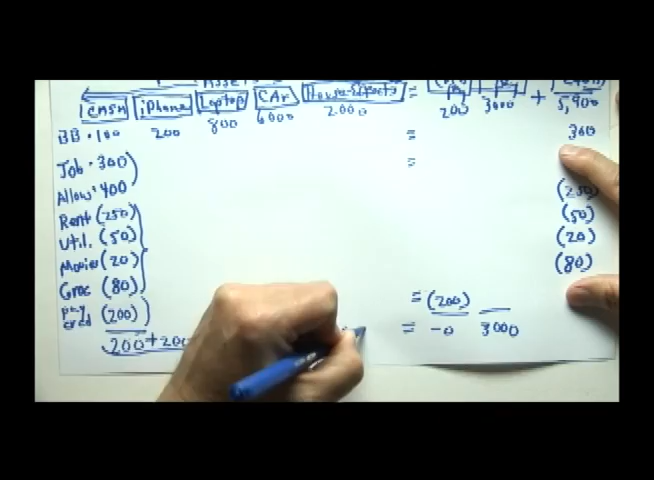 Cash iPhone Laptop CAr House-Effects =
BB • 100 200 800 6000 2000 200 3000 + 5,900
= 300
Job • 300 =
Allow: 400
Rent (250) (250)
Util. (50) (50)
Movies (20) (20)
Groc (80) (80)
pay cred (200) = (200)
200 + 200 = -0 3000